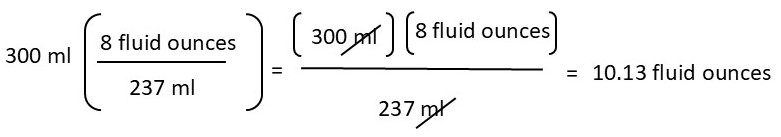 300 ml ( 8 fluid ounces / 237 ml ) = ( 300 ml ) ( 8 fluid ounces ) / 237 ml = 10.13 fluid ounces